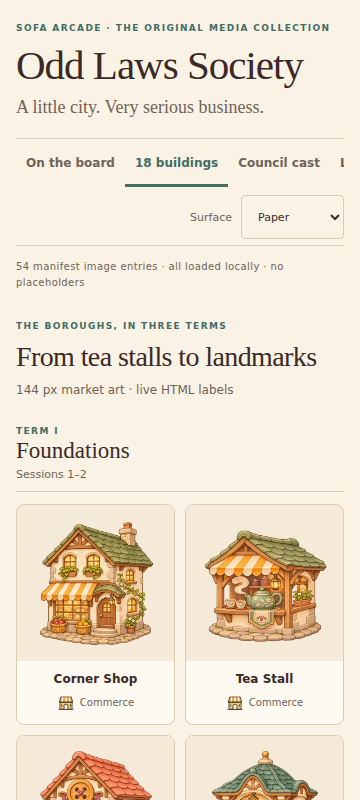 SOFA ARCADE · THE ORIGINAL MEDIA COLLECTION
Odd Laws Society
A little city. Very serious business.
On the board 18 buildings Council cast L
Surface Paper
54 manifest image entries · all loaded locally · no
placeholders
THE BOROUGHS, IN THREE TERMS
From tea stalls to landmarks
144 px market art · live HTML labels
TERM I
Foundations
Sessions 1–2
Corner Shop
Commerce
Tea Stall
Commerce